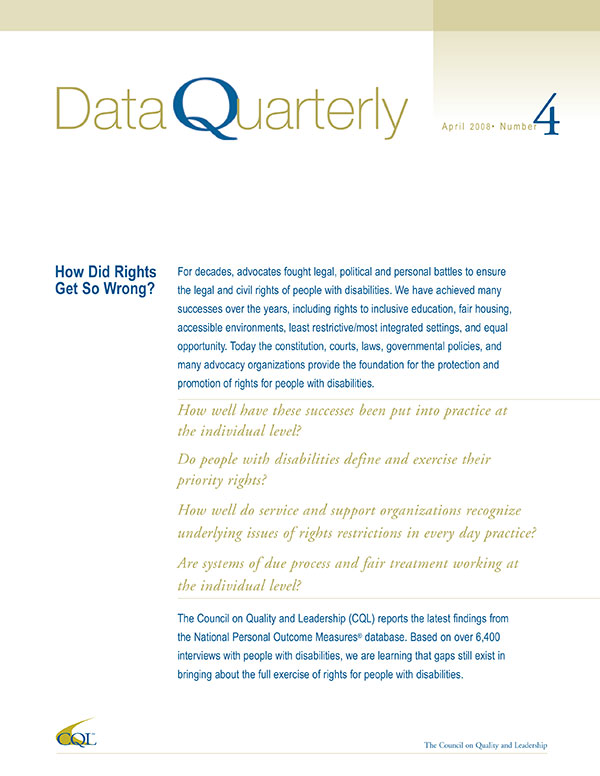 Data Quarterly
April 2008• Number 4
How Did Rights
Get So Wrong?
For decades, advocates fought legal, political and personal battles to ensure
the legal and civil rights of people with disabilities. We have achieved many
successes over the years, including rights to inclusive education, fair housing,
accessible environments, least restrictive/most integrated settings, and equal
opportunity. Today the constitution, courts, laws, governmental policies, and
many advocacy organizations provide the foundation for the protection and
promotion of rights for people with disabilities.
How well have these successes been put into practice at
the individual level?
Do people with disabilities define and exercise their
priority rights?
How well do service and support organizations recognize
underlying issues of rights restrictions in every day practice?
Are systems of due process and fair treatment working at
the individual level?
The Council on Quality and Leadership (CQL) reports the latest findings from
the National Personal Outcome Measures® database. Based on over 6,400
interviews with people with disabilities, we are learning that gaps still exist in
bringing about the full exercise of rights for people with disabilities.
CQL™
The Council on Quality and Leadership